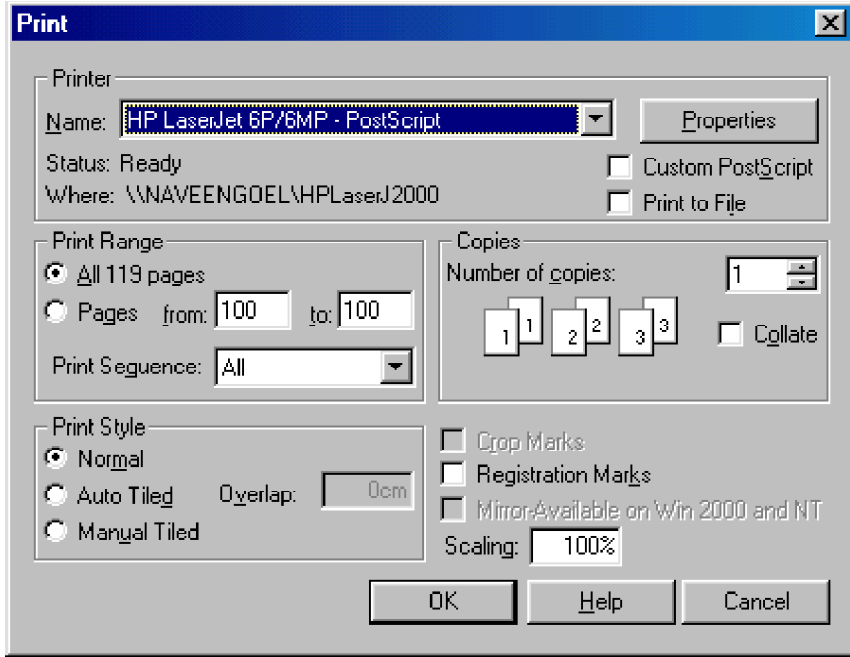 Print
Printer
Name: HP LaserJet 6P/6MP - PostScript
Properties
Status: Ready
Custom PostScript
Where: \\NAVEENGOEL\HPLaserJ2000
Print to File
Print Range
All 119 pages
Pages from: 100 to: 100
Print Sequence: All
Copies
Number of copies: 1
1 1 2 2 3 3
Collate
Print Style
Normal
Auto Tiled Overlap: 0cm
Manual Tiled
Crop Marks
Registration Marks
Mirror-Available on Win 2000 and NT
Scaling: 100%
OK Help Cancel